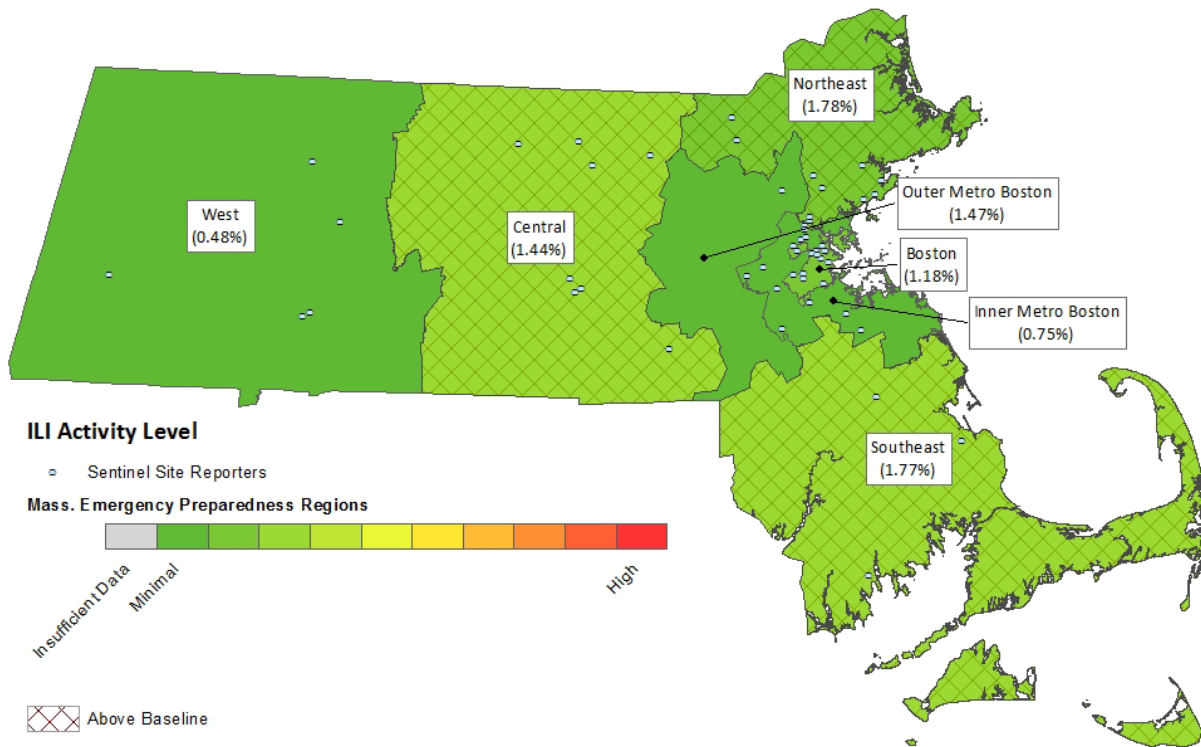 Northeast
(1.78%)
Outer Metro Boston
(1.47%)
West
(0.48%)
Central
(1.44%)
Boston
(1.18%)
Inner Metro Boston
(0.75%)
Southeast
(1.77%)
ILI Activity Level
Sentinel Site Reporters
Mass. Emergency Preparedness Regions
Insufficient Data
Minimal
High
Above Baseline